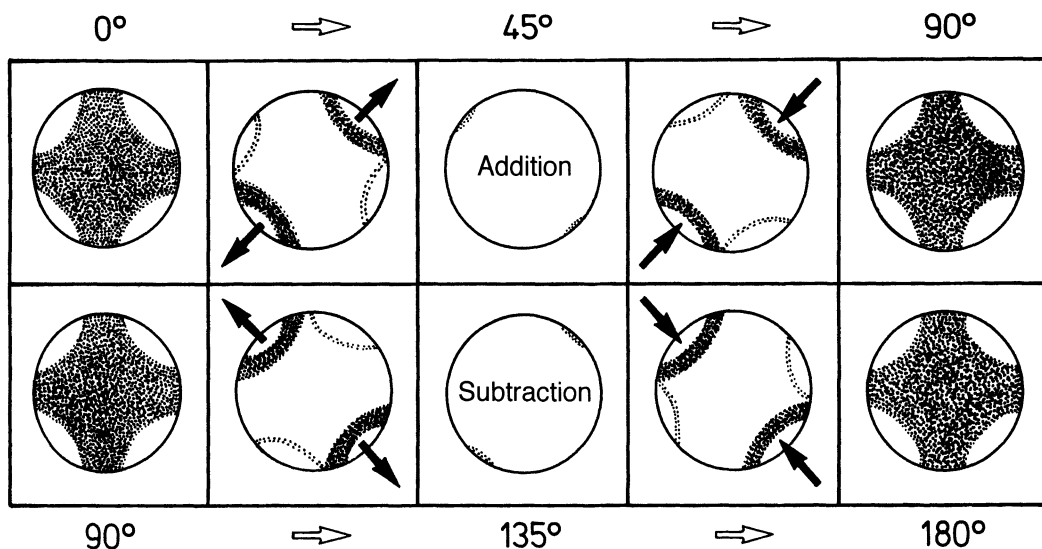 0° ⇨ 45° ⇨ 90°
Addition
Subtraction
90° ⇨ 135° ⇨ 180°